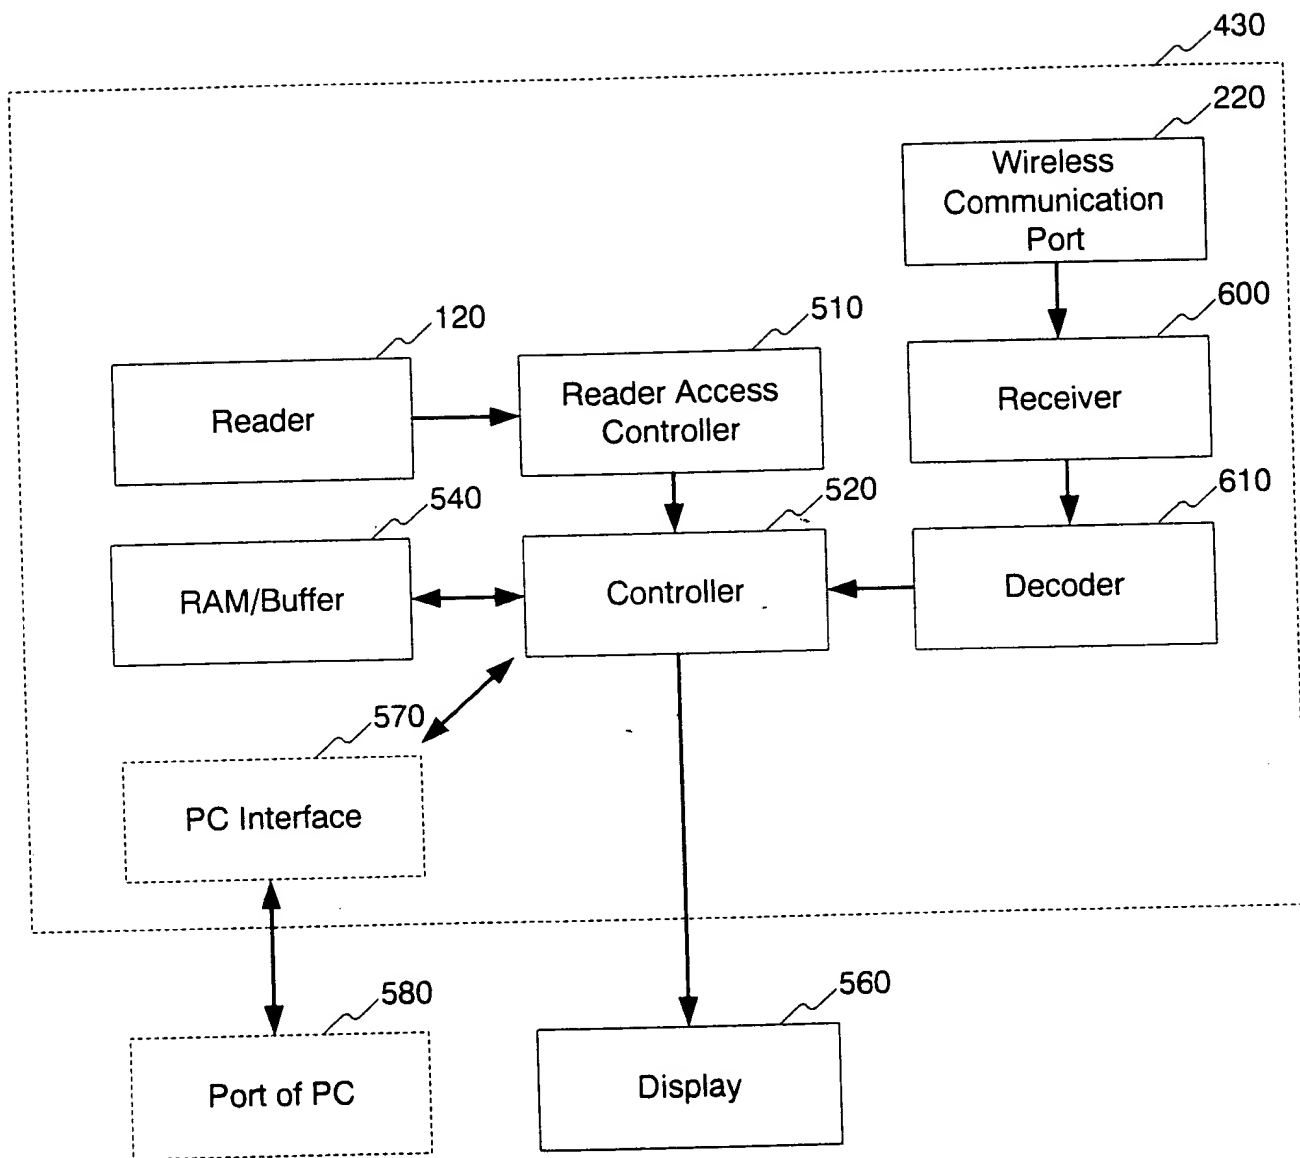 430
220
Wireless
Communication
Port
120
510
600
Reader
Reader Access
Controller
Receiver
540
520
610
RAM/Buffer
Controller
Decoder
570
PC Interface
580
560
Port of PC
Display